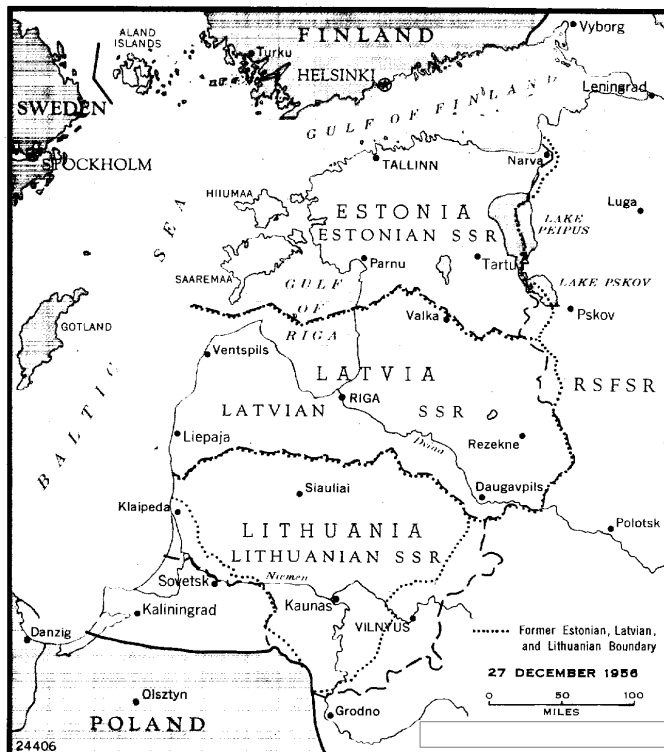 ALAND
ISLANDS
FINLAND
Turku
Vyborg
HELSINKI
Leningrad
SWEDEN
GULF OF FINLAND
STOCKHOLM
TALLINN
Narva
HIIUMAA
ESTONIA
ESTONIAN SSR
Luga
LAKE
PEIPUS
SEA
Parnu
Tartu
SAAREMAA
LAKE PSKOV
GULF
OF
RIGA
GOTLAND
Valka
Pskov
Ventspils
LATVIA
RSFSR
LATVIAN
SSR
RIGA
BALTIC
Liepaja
Dvina
Rezekne
Siauliai
Daugavpils
Klaipeda
Polotsk
LITHUANIA
LITHUANIAN SSR
Sovetsk
Niemen
Kaliningrad
Kaunas
VILNYUS
Danzig
Former Estonian, Latvian,
and Lithuanian Boundary
27 DECEMBER 1956
Olsztyn
0 50 100
MILES
POLAND
Grodno
24406